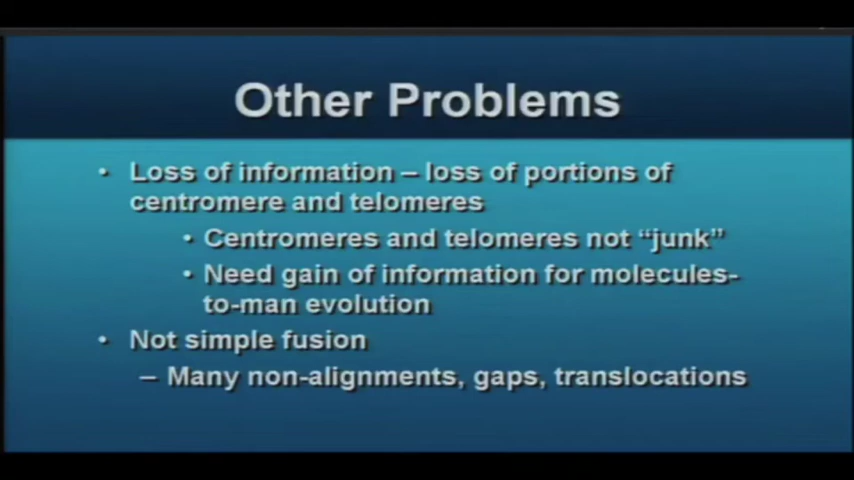 Other Problems
• Loss of information – loss of portions of
centromere and telomeres
• Centromeres and telomeres not “junk”
• Need gain of information for molecules-
to-man evolution
• Not simple fusion
– Many non-alignments, gaps, translocations